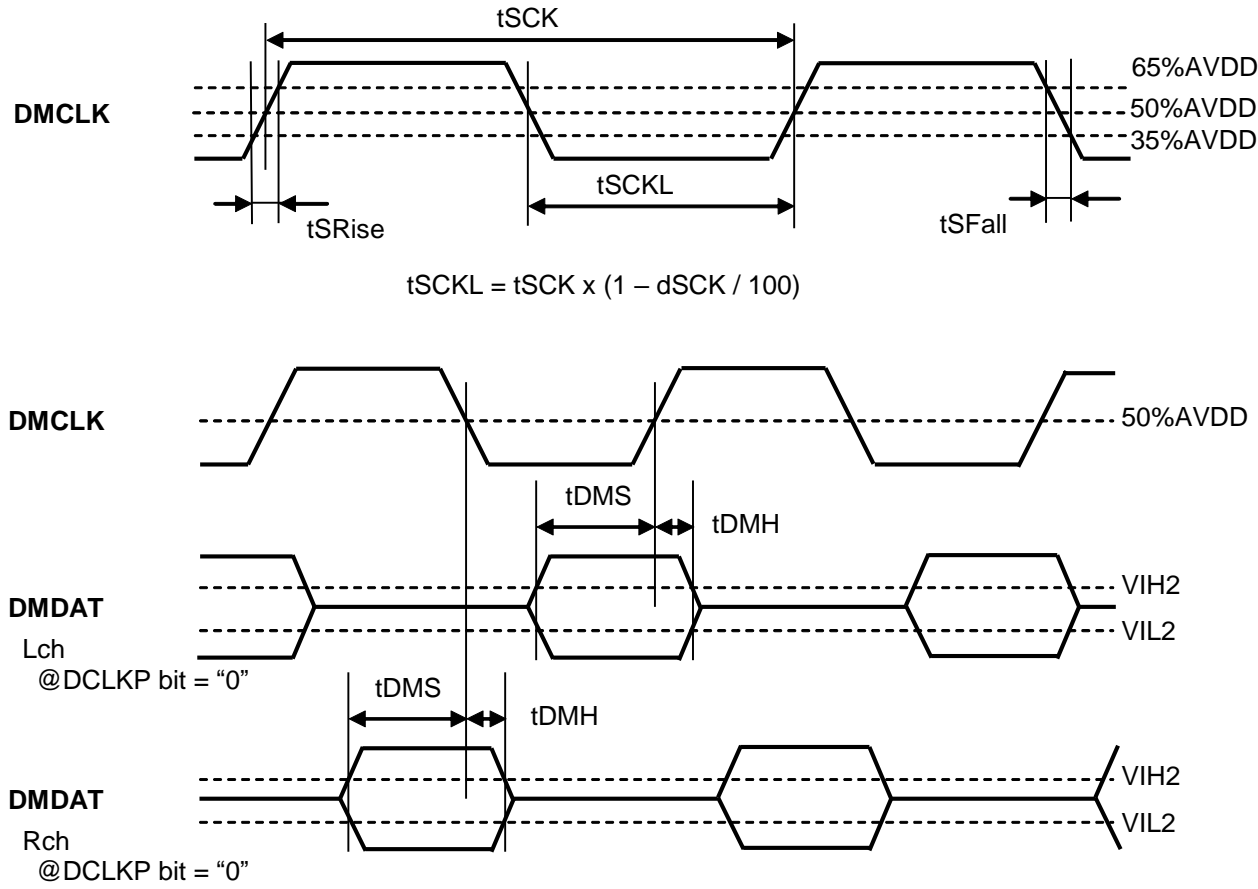 tSCK
65%AVDD
DMCLK
50%AVDD
35%AVDD
tSCKL
tSRise
tSFall
tSCKL = tSCK x (1 – dSCK / 100)
DMCLK
50%AVDD
tDMS
tDMH
VIH2
DMDAT
VIL2
Lch
@DCLKP bit = “0”
tDMS
tDMH
VIH2
DMDAT
VIL2
Rch
@DCLKP bit = “0”